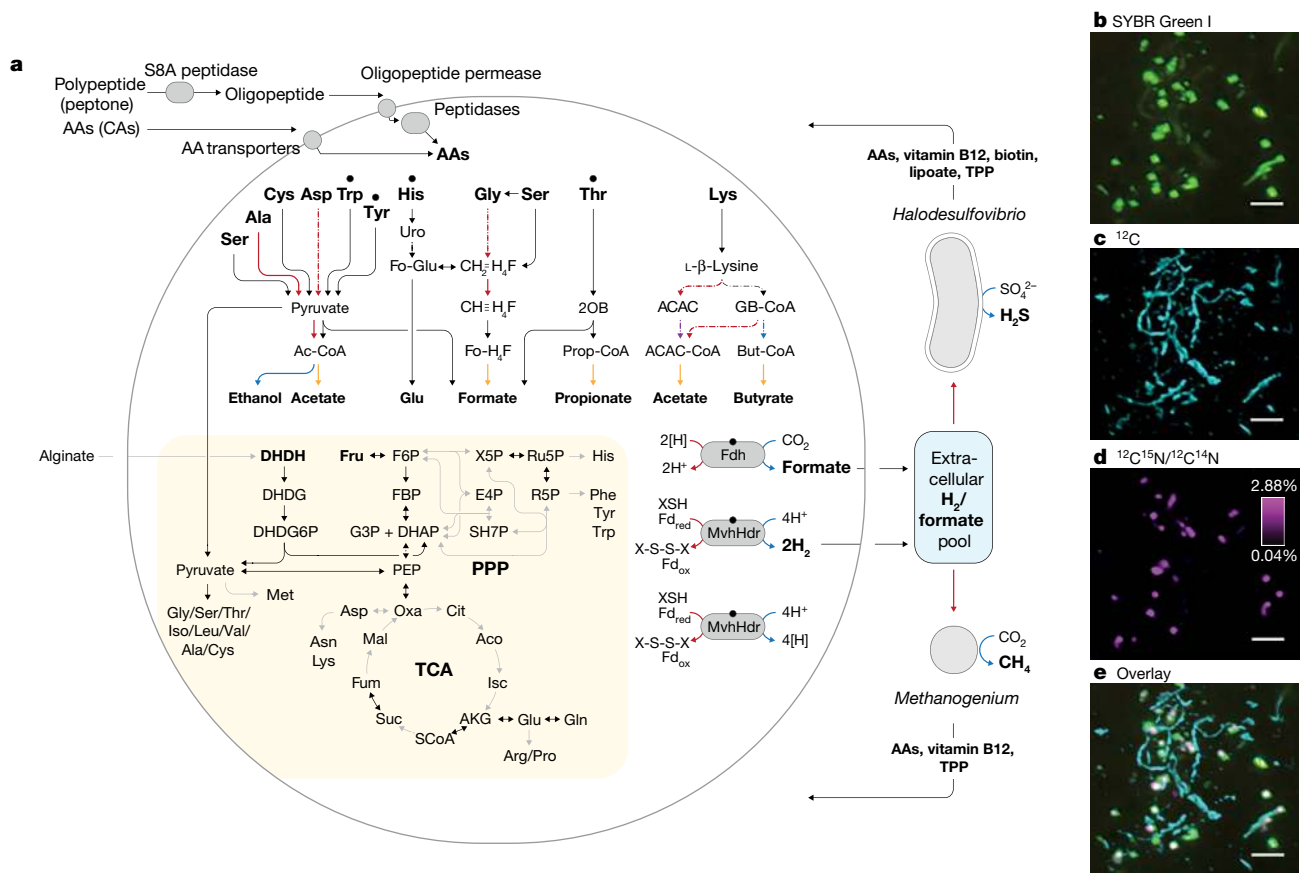 a
S8A peptidase
Polypeptide
(peptone)
Oligopeptide
Oligopeptide permease
Peptidases
AAs (CAs)
AA transporters
AAs
Cys Asp Trp
His
Gly
Ser
Thr
Lys
Ala
Tyr
Ser
Uro
Fo-Glu
CH2=H4F
L-β-Lysine
Pyruvate
CH≡H4F
2OB
ACAC
GB-CoA
Ac-CoA
Fo-H4F
Prop-CoA
ACAC-CoA
But-CoA
Ethanol
Acetate
Glu
Formate
Propionate
Acetate
Butyrate
Alginate
DHDH
Fru
F6P
X5P
Ru5P
His
DHDG
FBP
E4P
R5P
Phe
Tyr
Trp
DHDG6P
G3P + DHAP
SH7P
Pyruvate
PEP
PPP
Met
Gly/Ser/Thr/
Iso/Leu/Val/
Ala/Cys
Asp
Oxa
Cit
Asn
Lys
Mal
Aco
TCA
Fum
Isc
Suc
AKG
Glu
Gln
SCoA
Arg/Pro
2[H]
Fdh
CO2
2H+
Formate
XSH
Fdred
MvhHdr
4H+
X-S-S-X
Fdox
2H2
XSH
Fdred
MvhHdr
4H+
X-S-S-X
Fdox
4[H]
AAs, vitamin B12, biotin,
lipoate, TPP
Halodesulfovibrio
SO4 2–
H2S
Extra-
cellular
H2/
formate
pool
CO2
CH4
Methanogenium
AAs, vitamin B12,
TPP
b SYBR Green I
c 12C
d 12C15N/12C14N
2.88%
0.04%
e Overlay